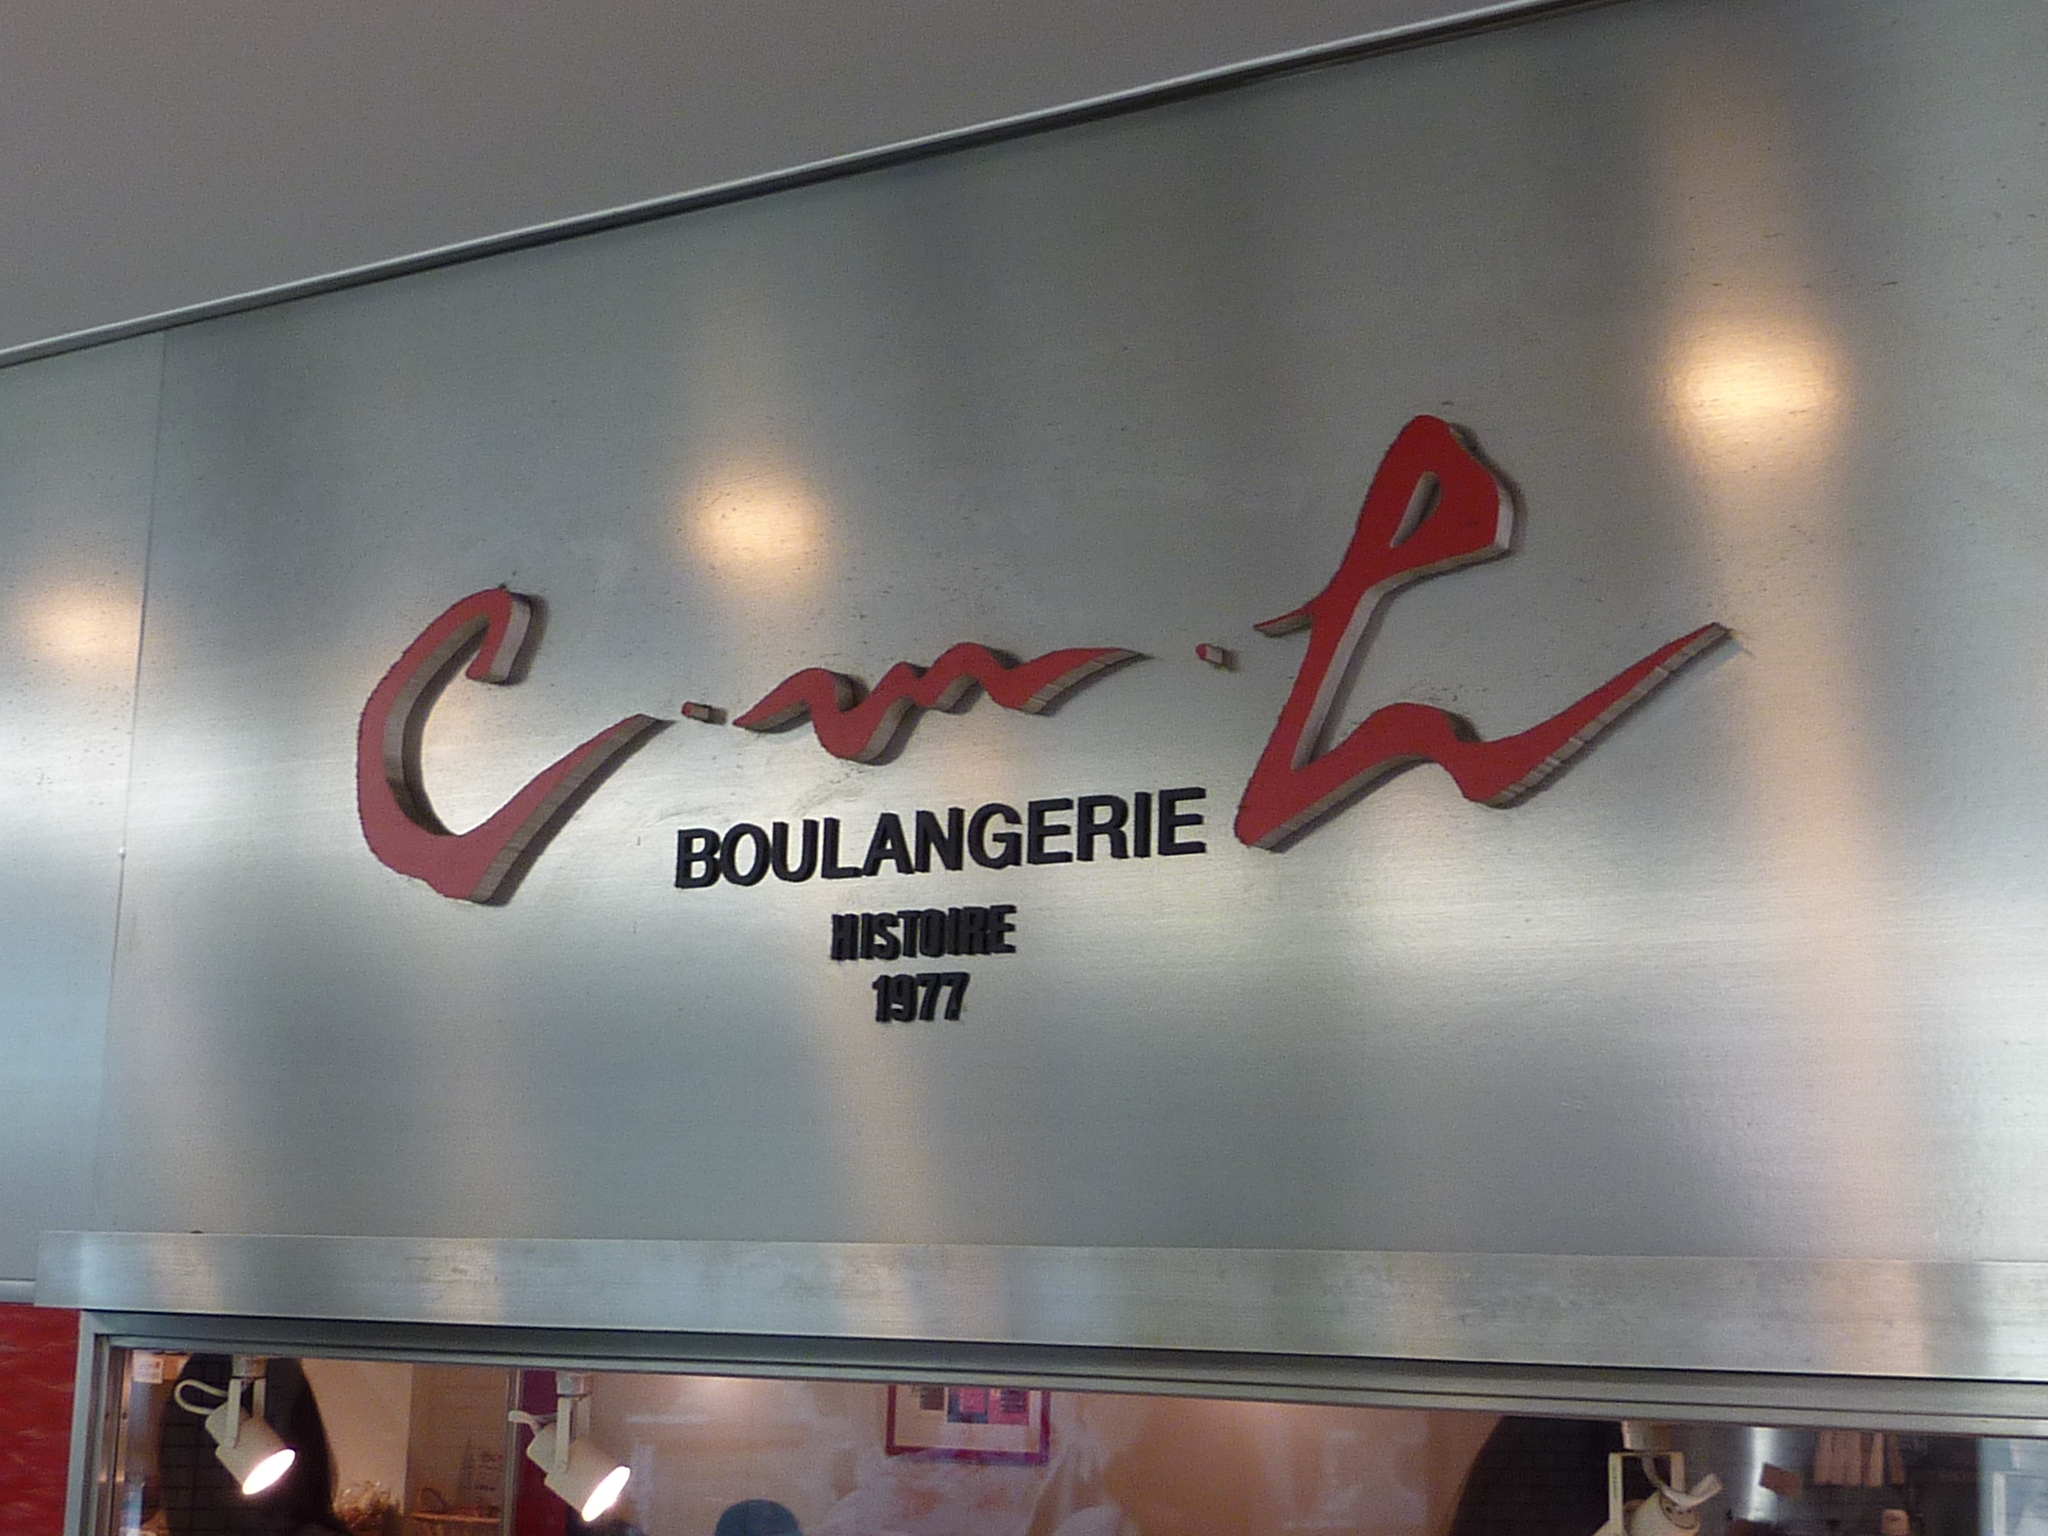 C·m·h
BOULANGERIE
HISTOIRE
1977